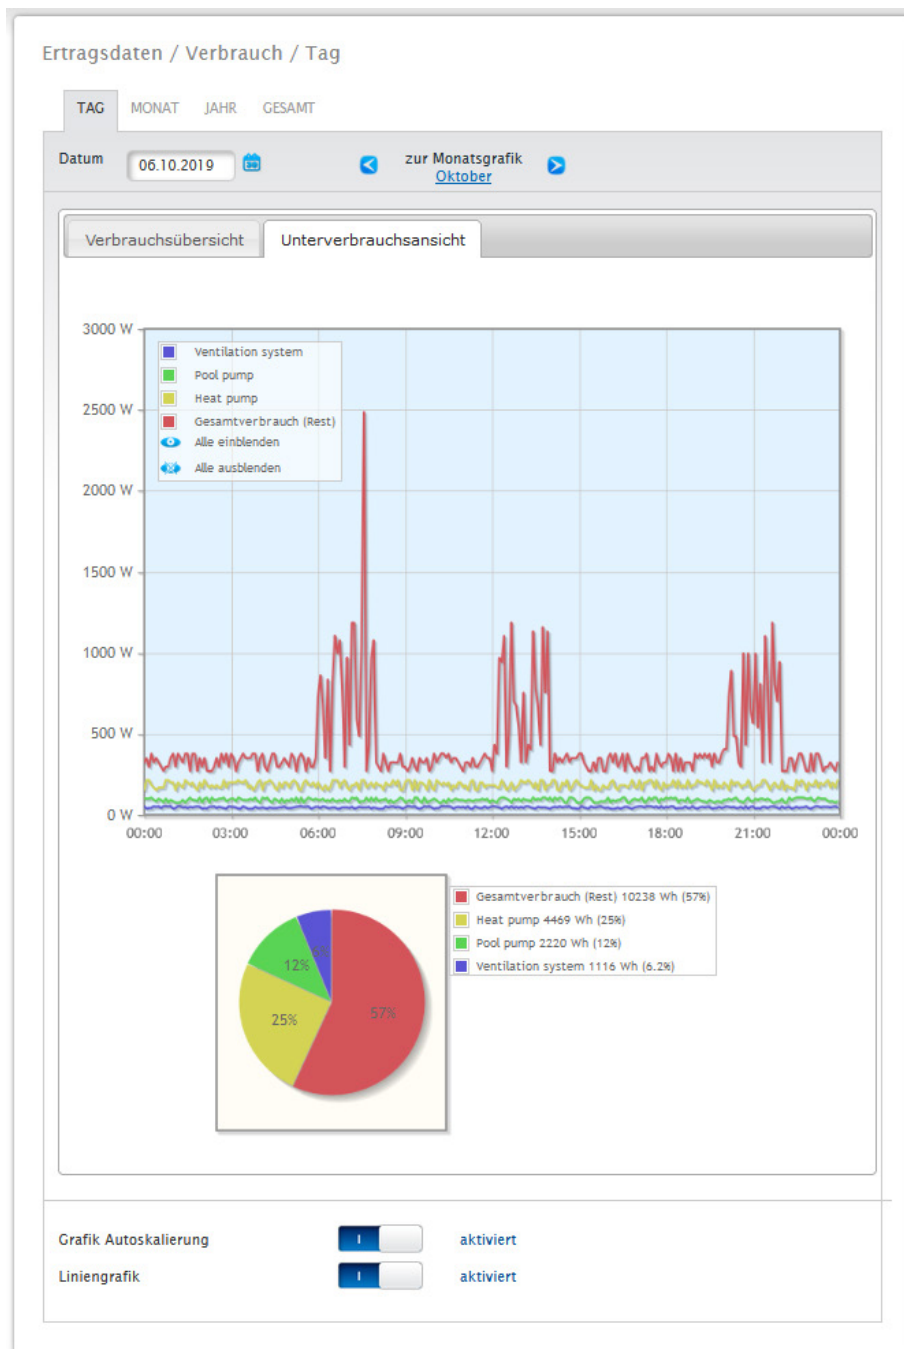 Ertragsdaten / Verbrauch / Tag
TAG MONAT JAHR GESAMT
Datum 06.10.2019 zur Monatsgrafik
Oktober
Verbrauchsübersicht Unterverbrauchsansicht
3000 W
2500 W
2000 W
1500 W
1000 W
500 W
0 W
Ventilation system
Pool pump
Heat pump
Gesamtverbrauch (Rest)
Alle einblenden
Alle ausblenden
00:00 03:00 06:00 09:00 12:00 15:00 18:00 21:00 00:00
Gesamtverbrauch (Rest) 10238 Wh (57%)
Heat pump 4469 Wh (25%)
Pool pump 2220 Wh (12%)
Ventilation system 1116 Wh (6.2%)
12%
25%
57%
Grafik Autoskalierung I aktiviert
Liniengrafik I aktiviert